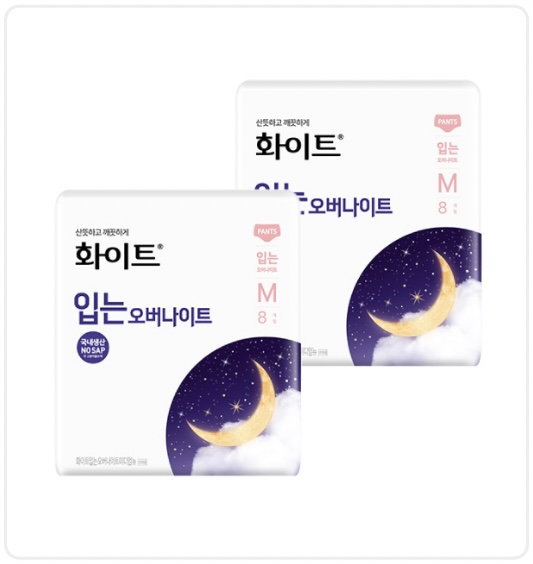 산뜻하고 깨끗하게
화이트®
PANTS
입는
오버나이트
M
8
입는 오버나이트
산뜻하고 깨끗하게
화이트®
PANTS
입는
오버나이트
M
8
입는 오버나이트
국내생산
NO SAP